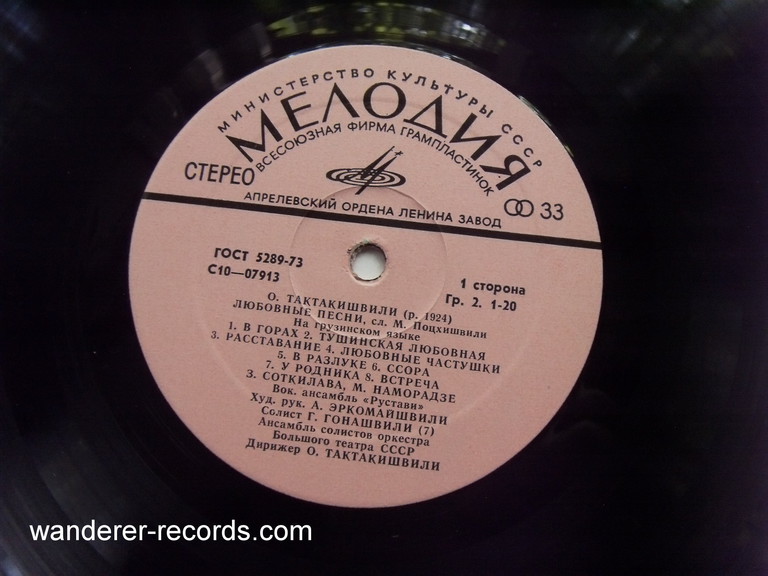 МИНИСТЕРСТВО КУЛЬТУРЫ СССР
МЕЛОДИЯ
ВСЕСОЮЗНАЯ ФИРМА ГРАМПЛАСТИНОК
СТЕРЕО
АПРЕЛЕВСКИЙ ОРДЕНА ЛЕНИНА ЗАВОД
33
ГОСТ 5289-73
С10—07913
1 сторона
Гр. 2. 1-20
О. ТАКТАКИШВИЛИ (р. 1924)
ЛЮБОВНЫЕ ПЕСНИ, сл. М. Поцхишвили
На грузинском языке
1. В ГОРАХ 2. ТУШИНСКАЯ ЛЮБОВНАЯ
3. РАССТАВАНИЕ 4. ЛЮБОВНЫЕ ЧАСТУШКИ
5. В РАЗЛУКЕ 6. ССОРА
7. У РОДНИКА 8. ВСТРЕЧА
З. СОТКИЛАВА, М. НАМОРАДЗЕ
Вок. ансамбль «Рустави»
Худ. рук. А. ЭРКОМАЙШВИЛИ
Солист Г. ГОНАШВИЛИ (7)
Ансамбль солистов оркестра
Большого театра СССР
Дирижер О. ТАКТАКИШВИЛИ
wanderer-records.com